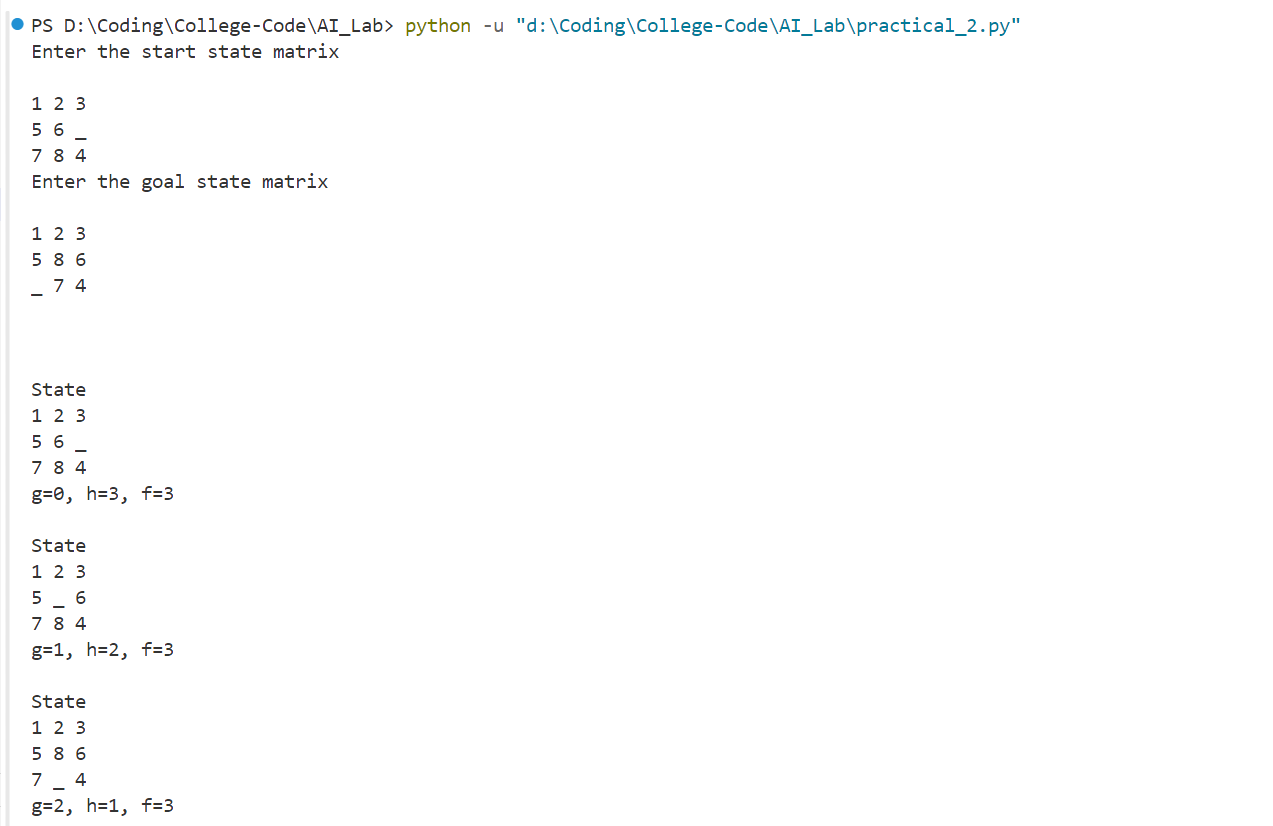 PS D:\Coding\College-Code\AI_Lab> python -u "d:\Coding\College-Code\AI_Lab\practical_2.py"
Enter the start state matrix
1 2 3
5 6 _
7 8 4
Enter the goal state matrix
1 2 3
5 8 6
_ 7 4
State
1 2 3
5 6 _
7 8 4
g=0, h=3, f=3
State
1 2 3
5 _ 6
7 8 4
g=1, h=2, f=3
State
1 2 3
5 8 6
7 _ 4
g=2, h=1, f=3